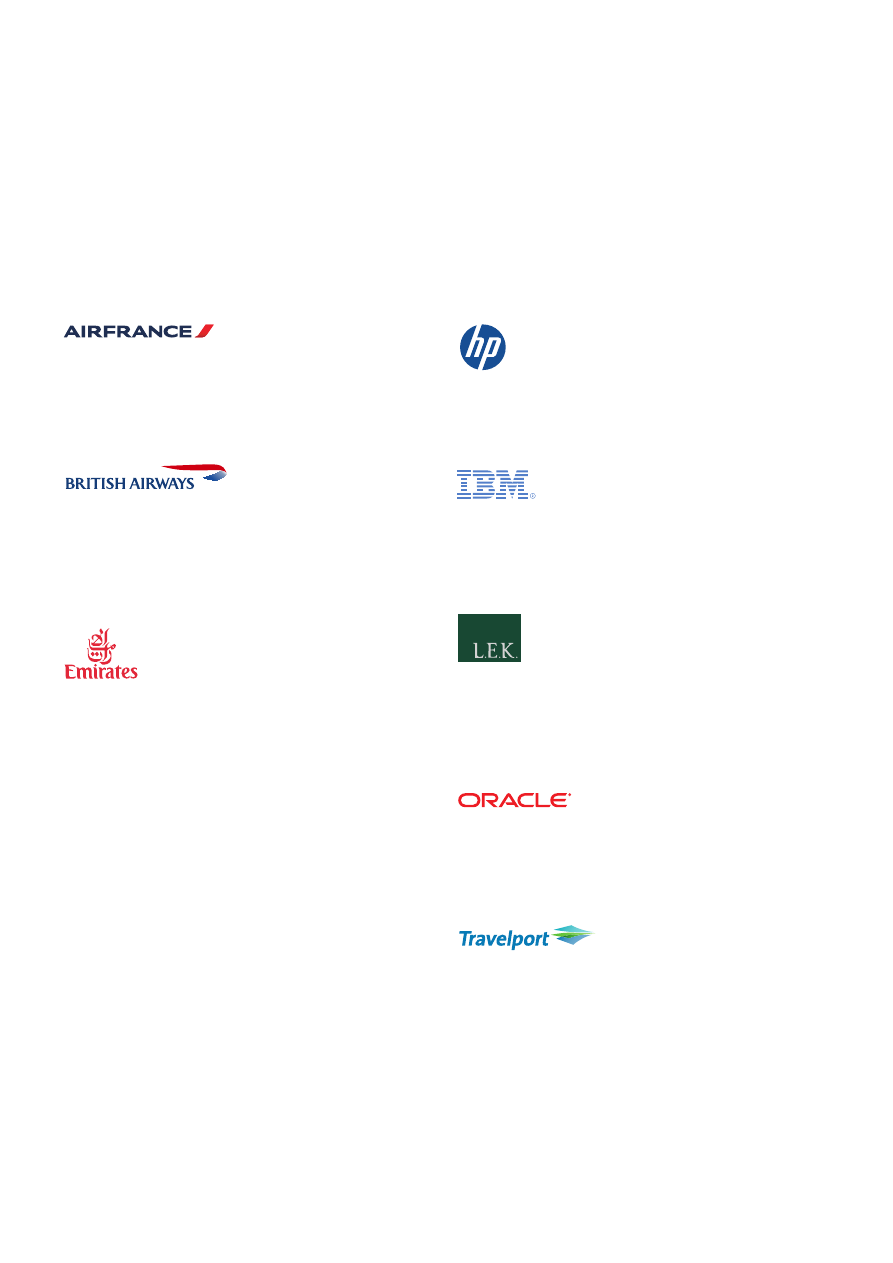 AIRFRANCE
BRITISH AIRWAYS
Emirates
hp
IBM®
L.E.K.
ORACLE
Travelport